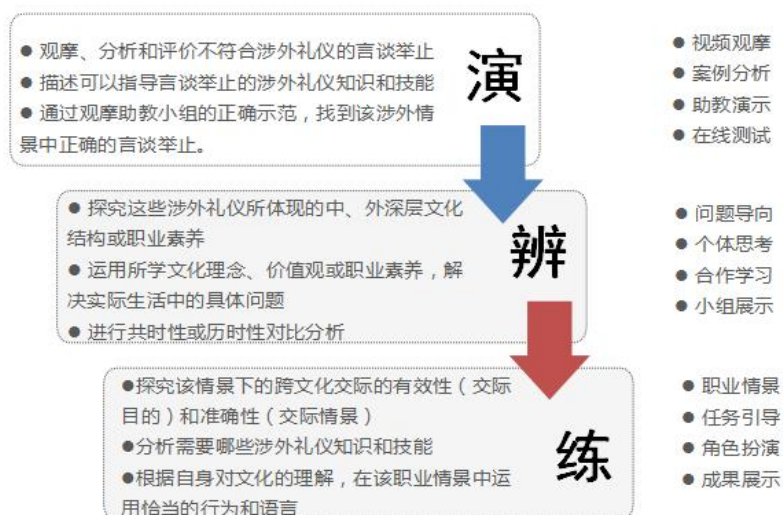 ● 观摩、分析和评价不符合涉外礼仪的言谈举止
● 描述可以指导言谈举止的涉外礼仪知识和技能
● 通过观摩助教小组的正确示范，找到该涉外情
景中正确的言谈举止。
演
● 视频观摩
● 案例分析
● 助教演示
● 在线测试
● 探究这些涉外礼仪所体现的中、外深层文化
结构或职业素养
● 运用所学文化理念、价值观或职业素养，解
决实际生活中的具体问题
● 进行共时性或历时性对比分析
辨
● 问题导向
● 个体思考
● 合作学习
● 小组展示
●探究该情景下的跨文化交际的有效性（交际
目的）和准确性（交际情景）
●分析需要哪些涉外礼仪知识和技能
●根据自身对文化的理解，在该职业情景中运
用恰当的行为和语言
练
● 职业情景
● 任务引导
● 角色扮演
● 成果展示